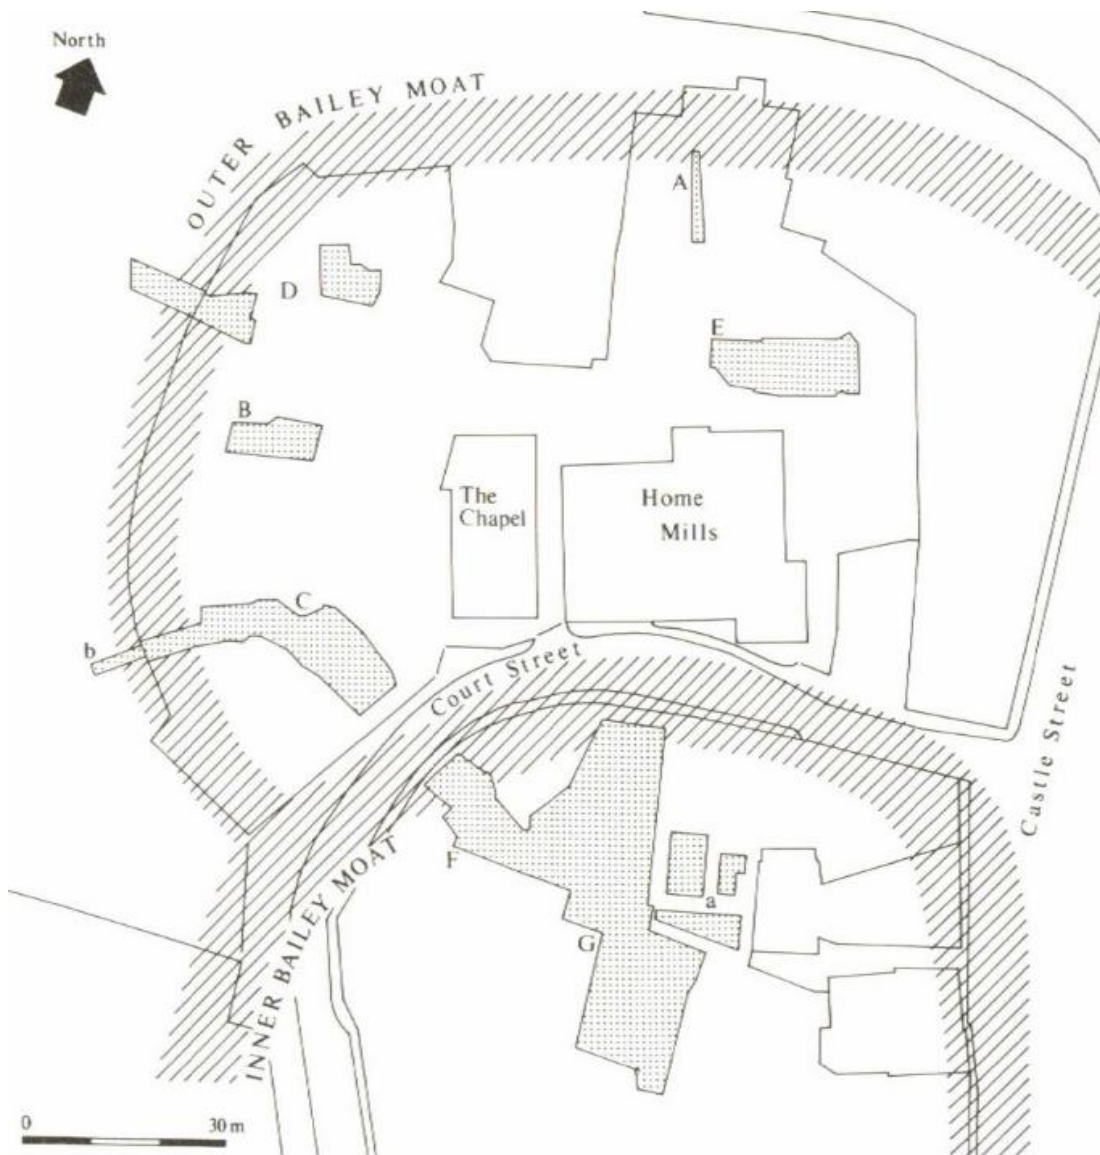 North
OUTER BAILEY MOAT
A
D
E
B
The
Chapel
Home
Mills
C
b
Court Street
Castle Street
F
a
G
INNER BAILEY MOAT
0
30 m